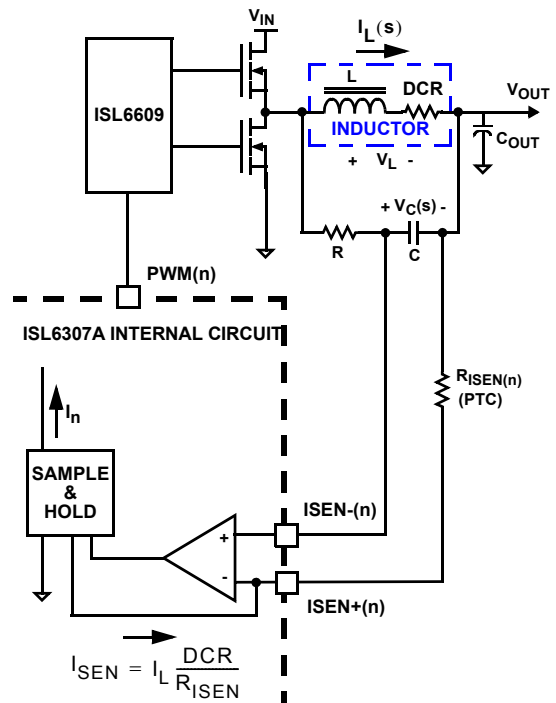 V_IN
I_L(s)
L
DCR
V_OUT
ISL6609
INDUCTOR
C_OUT
+ V_L -
+ V_C(s) -
R
C
PWM(n)
ISL6307A INTERNAL CIRCUIT
R_ISEN(n)
(PTC)
I_n
SAMPLE
&
HOLD
ISEN-(n)
+
-
ISEN+(n)
I_SEN = I_L DCR / R_ISEN